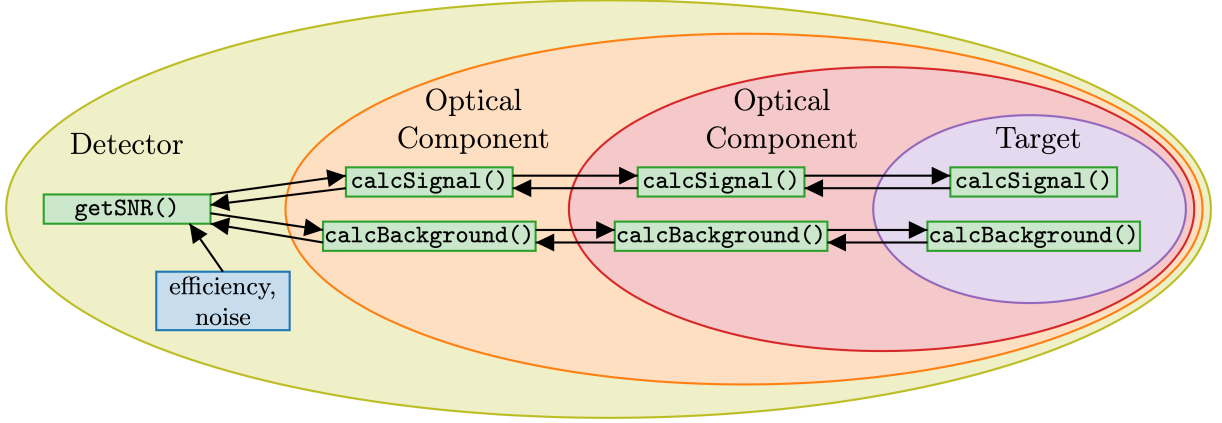 Detector
getSNR()
efficiency,
noise
Optical
Component
calcSignal()
calcBackground()
Optical
Component
calcSignal()
calcBackground()
Target
calcSignal()
calcBackground()